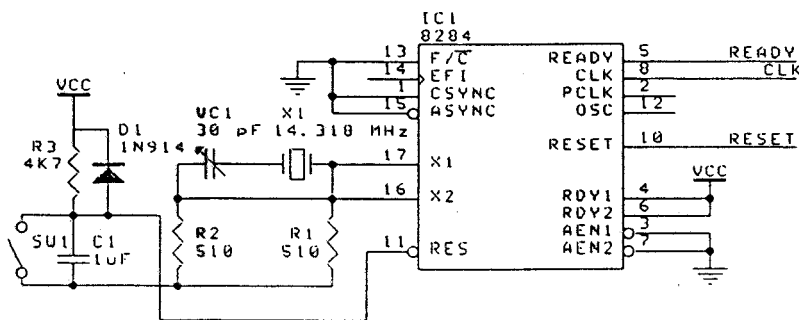 IC1
8284
13 F/C READY 5 READY
14 EFI CLK 8 CLK
1 CSYNC PCLK 2
15 ASYNC OSC 12
RESET 10 RESET
17 X1
16 X2
RDY1 4
RDY2 6
AEN1 3
AEN2 7
11 RES
VCC
VCC
R3
4K7
D1
1N914
VC1
30 pF
X1
14.318 MHz
SW1
C1
1uF
R2
510
R1
510